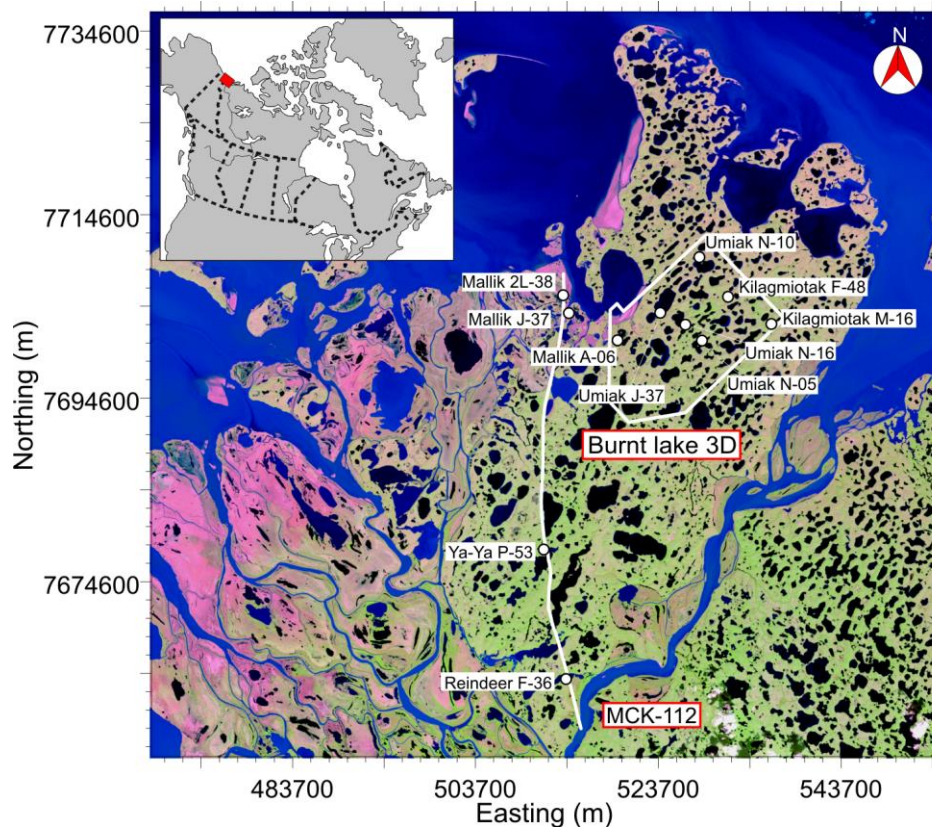 7734600
N
7714600
Umiak N-10
Mallik 2L-38
Kilagmiotak F-48
Mallik J-37
Kilagmiotak M-16
Mallik A-06
Umiak N-16
Umiak J-37
Umiak N-05
7694600
Burnt lake 3D
Northing (m)
Ya-Ya P-53
7674600
Reindeer F-36
MCK-112
483700
503700
523700
543700
Easting (m)